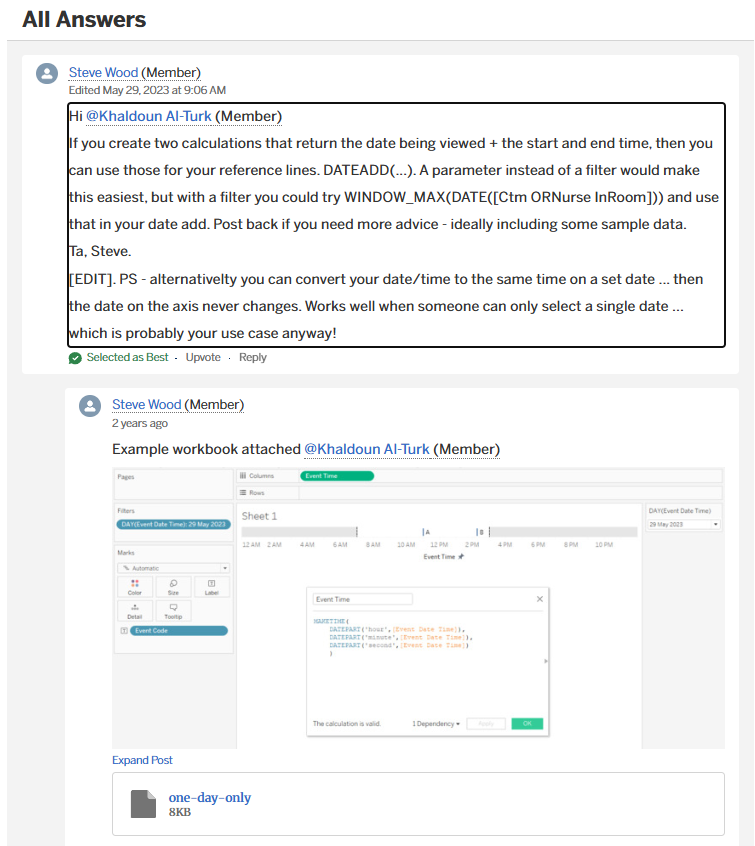 All Answers
Steve Wood (Member)
Edited May 29, 2023 at 9:06 AM
Hi @Khaldoun Al-Turk (Member)
If you create two calculations that return the date being viewed + the start and end time, then you
can use those for your reference lines. DATEADD(...). A parameter instead of a filter would make
this easiest, but with a filter you could try WINDOW_MAX(DATE([Ctm ORNurse InRoom])) and use
that in your date add. Post back if you need more advice - ideally including some sample data.
Ta, Steve.
[EDIT]. PS - alternativelty you can convert your date/time to the same time on a set date ... then
the date on the axis never changes. Works well when someone can only select a single date ...
which is probably your use case anyway!
Selected as Best · Upvote · Reply
Steve Wood (Member)
2 years ago
Example workbook attached @Khaldoun Al-Turk (Member)
Pages
Columns
Event Time
Rows
Filters
DAY(Event Date Time): 29 May 2023
Marks
Automatic
Color Size Label
Detail Tooltip
Event Code
Sheet 1
A B
12 AM 2 AM 4 AM 6 AM 8 AM 10 AM 12 PM 2 PM 4 PM 6 PM 8 PM 10 PM
Event Time
DAY(Event Date Time)
29 May 2023
Event Time
MAKETIME(
DATEPART('hour',[Event Date Time]),
DATEPART('minute',[Event Date Time]),
DATEPART('second',[Event Date Time])
)
The calculation is valid. 1 Dependency Apply OK
Expand Post
one-day-only
8KB